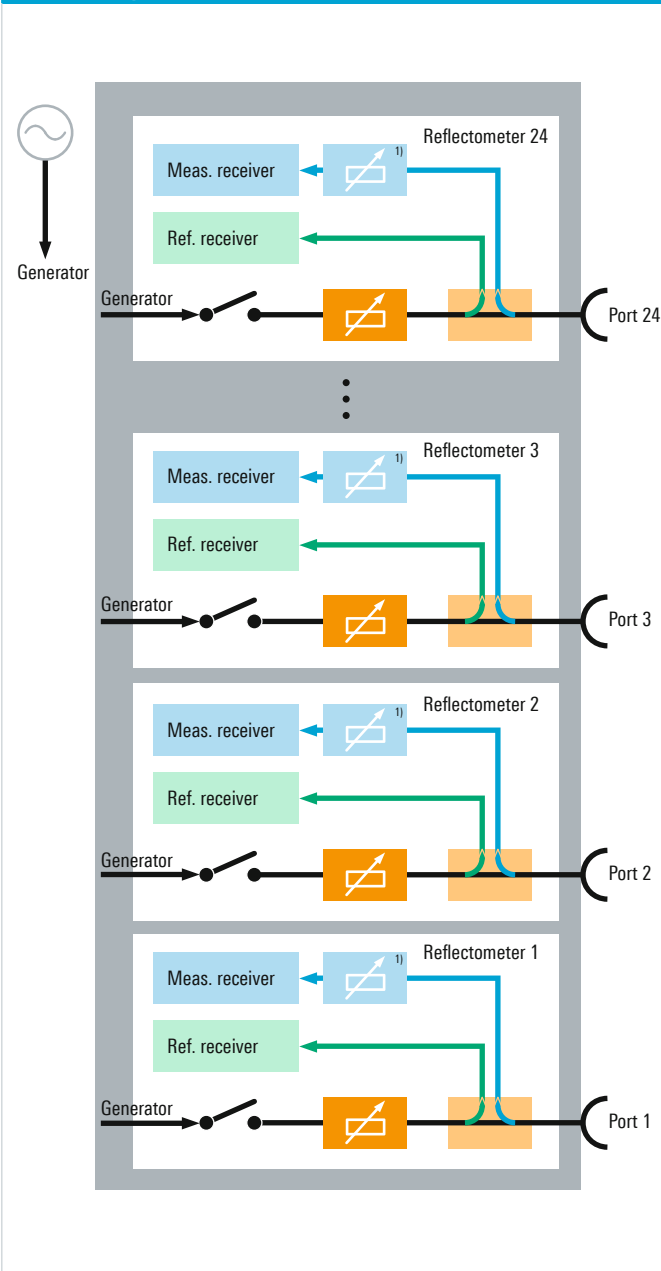 Reflectometer 24
Meas. receiver
1)
Ref. receiver
Generator
Generator
Port 24
Reflectometer 3
Meas. receiver
1)
Ref. receiver
Generator
Port 3
Reflectometer 2
Meas. receiver
1)
Ref. receiver
Generator
Port 2
Reflectometer 1
Meas. receiver
1)
Ref. receiver
Generator
Port 1